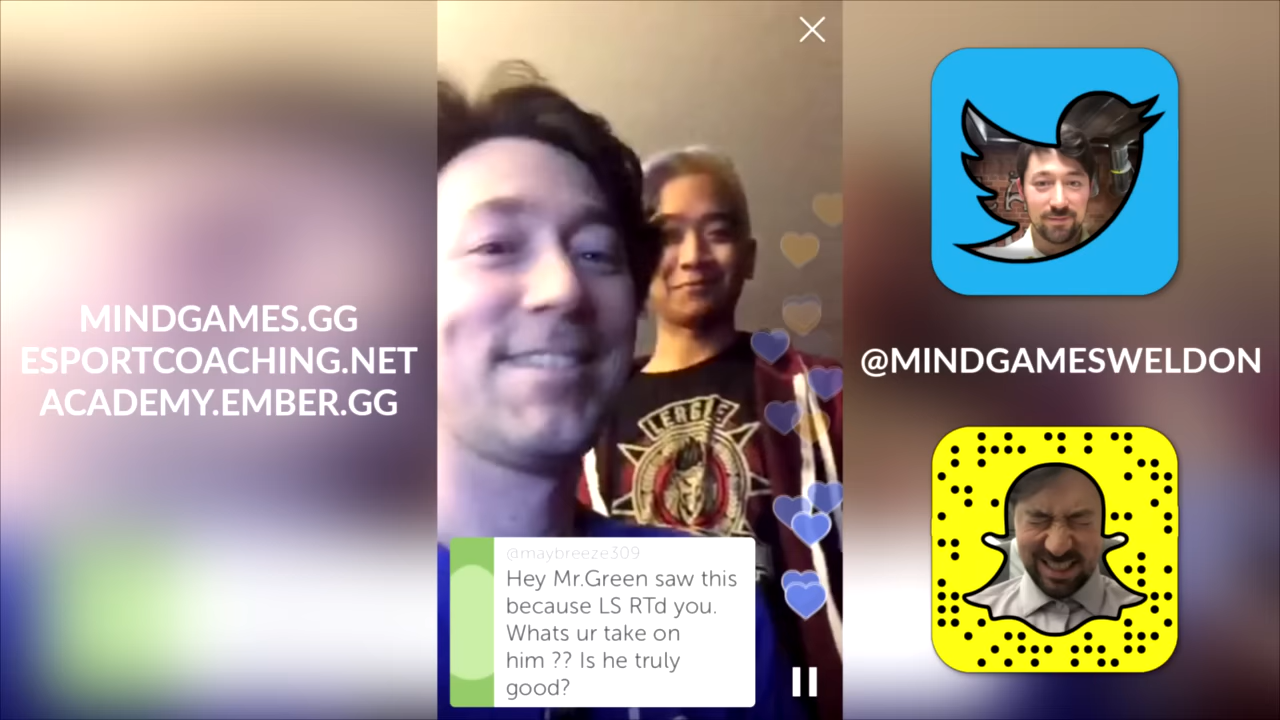 MINDGAMES.GG
ESPORTCOACHING.NET
ACADEMY.EMBER.GG
LEAGUE
@maybreeze309
Hey Mr.Green saw this
because LS RTd you.
Whats ur take on
him ?? Is he truly
good?
@MINDGAMESWELDON